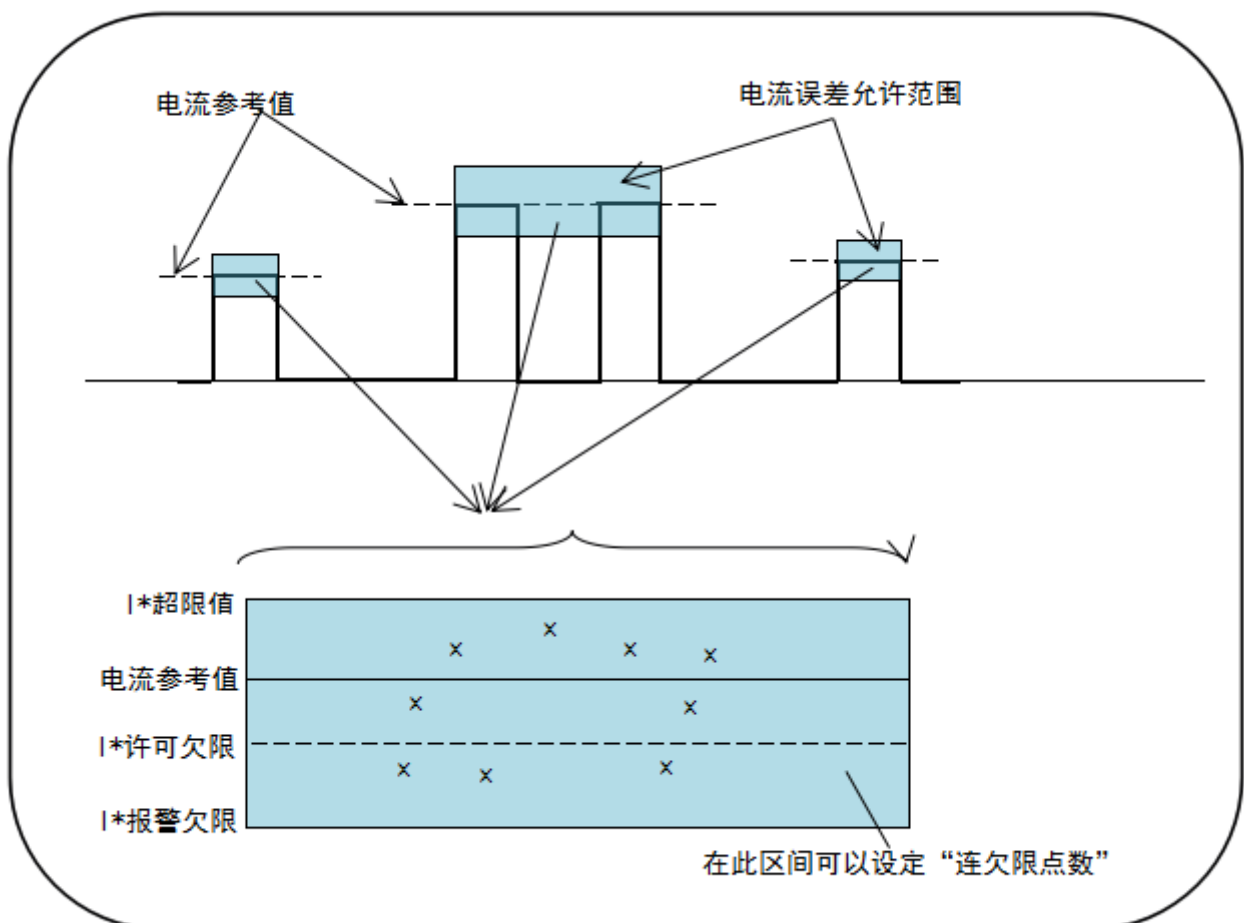 电流参考值
电流误差允许范围
I*超限值
电流参考值
I*许可欠限
I*报警欠限
在此区间可以设定“连欠限点数”